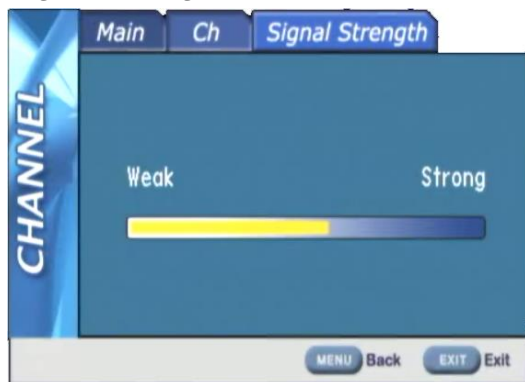 Main Ch Signal Strength
CHANNEL
Weak Strong
MENU Back EXIT Exit